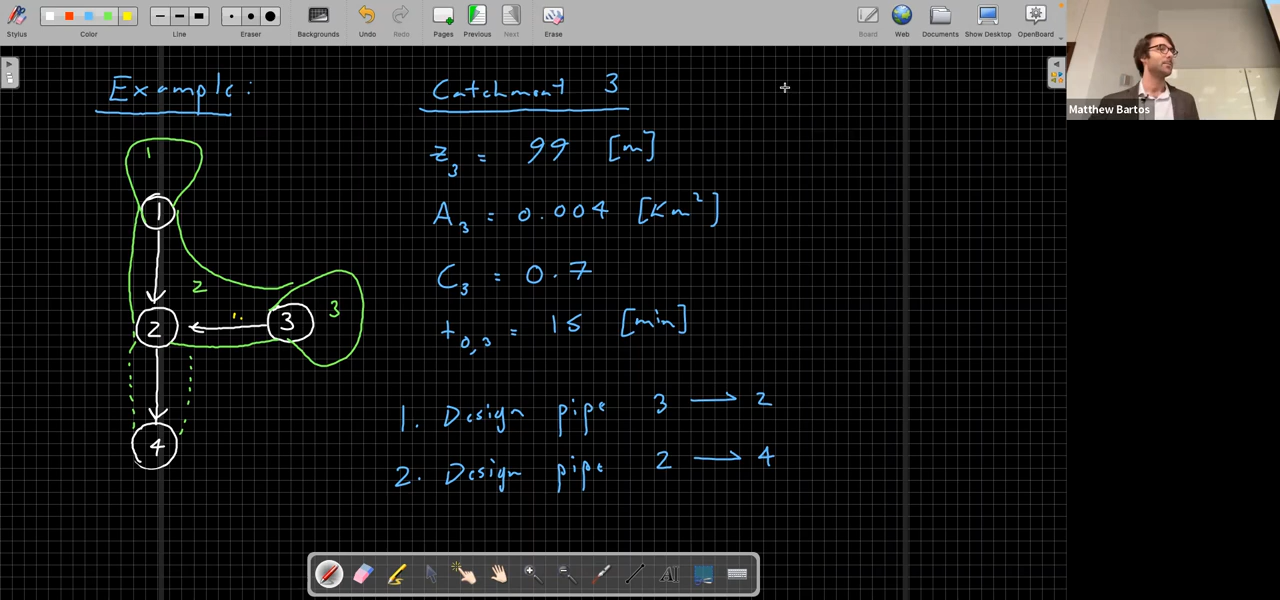 Stylus
Color
Line
Eraser
Backgrounds
Undo
Redo
Pages
Previous
Next
Erase
Board
Web
Documents
Show Desktop
OpenBoard
Matthew Bartos
Example:
1
1
2
2
3
3
4
Catchment 3
z₃ = 99 [m]
A₃ = 0.004 [Km²]
C₃ = 0.7
t₀,₃ = 15 [min]
1. Design pipe 3 → 2
2. Design pipe 2 → 4
AI